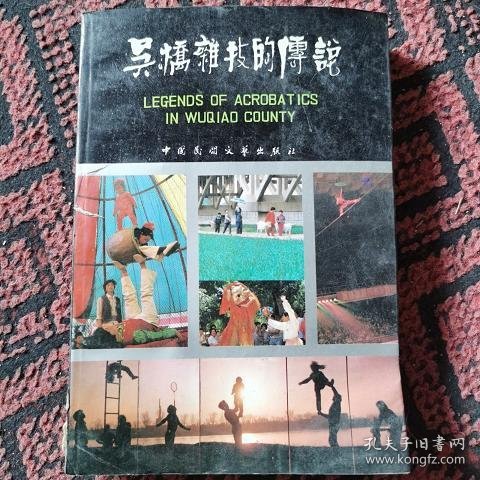 吴橋雜技的傳說
LEGENDS OF ACROBATICS
IN WUQIAO COUNTY
中国民间文艺出版社
孔夫子旧书网
www.kongfz.com